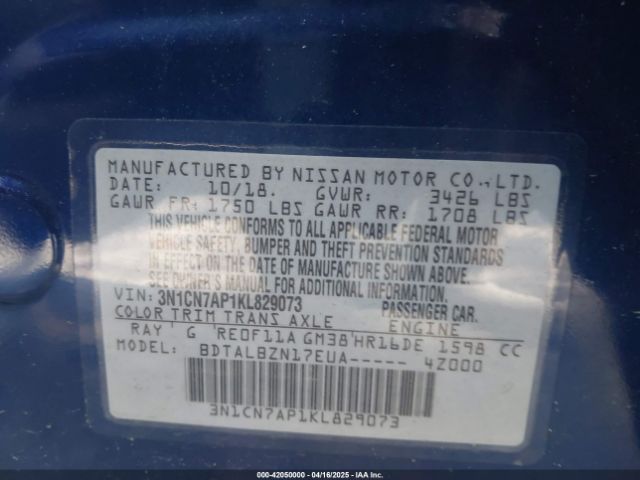 MANUFACTURED BY NISSAN MOTOR CO., LTD.
DATE: 10/18. GVWR: 3426 LBS
GAWR FR: 1750 LBS GAWR RR: 1708 LBS
THIS VEHICLE CONFORMS TO ALL APPLICABLE FEDERAL MOTOR
VEHICLE SAFETY, BUMPER AND THEFT PREVENTION STANDARDS
IN EFFECT ON THE DATE OF MANUFACTURE SHOWN ABOVE.
SEE OWNER'S MANUAL FOR ADDITIONAL INFORMATION.
VIN: 3N1CN7AP1KL829073 PASSENGER CAR
COLOR TRIM TRANS AXLE ENGINE
RAY ' G RE0F11A GM38'HR16DE 1598 CC
MODEL: BDTALBZN17EUA----- 4Z000
3N1CN7AP1KL829073
000-42050000 - 04/16/2025 - IAAI.COM